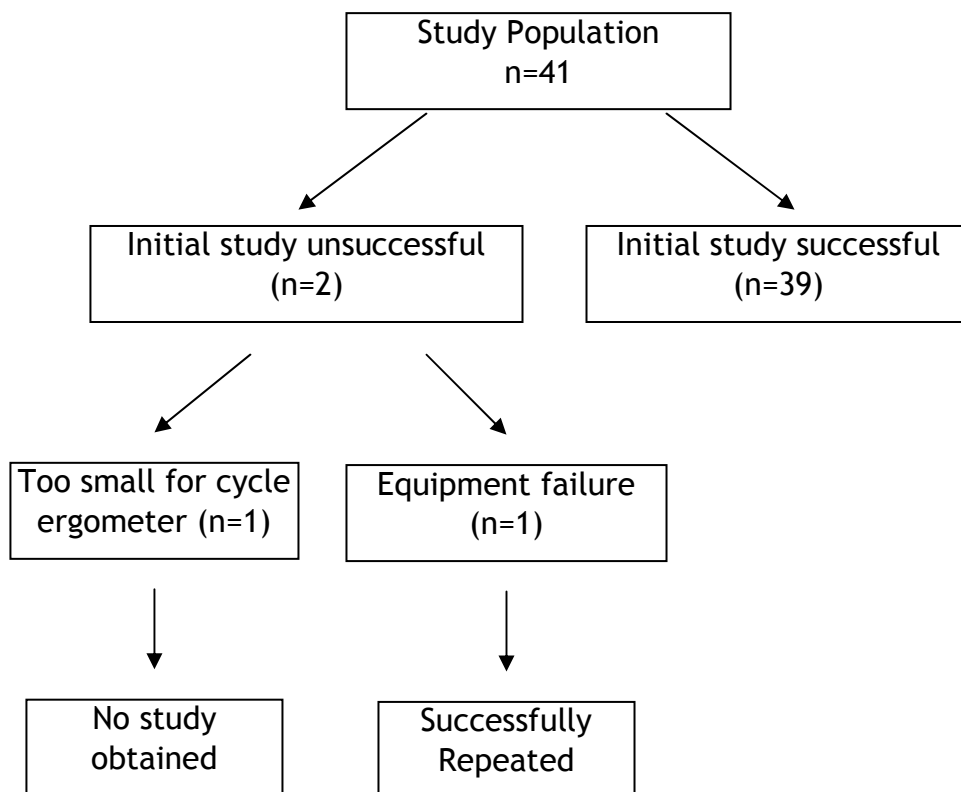 Study Population
n=41
Initial study unsuccessful
(n=2)
Initial study successful
(n=39)
Too small for cycle
ergometer (n=1)
Equipment failure
(n=1)
No study
obtained
Successfully
Repeated